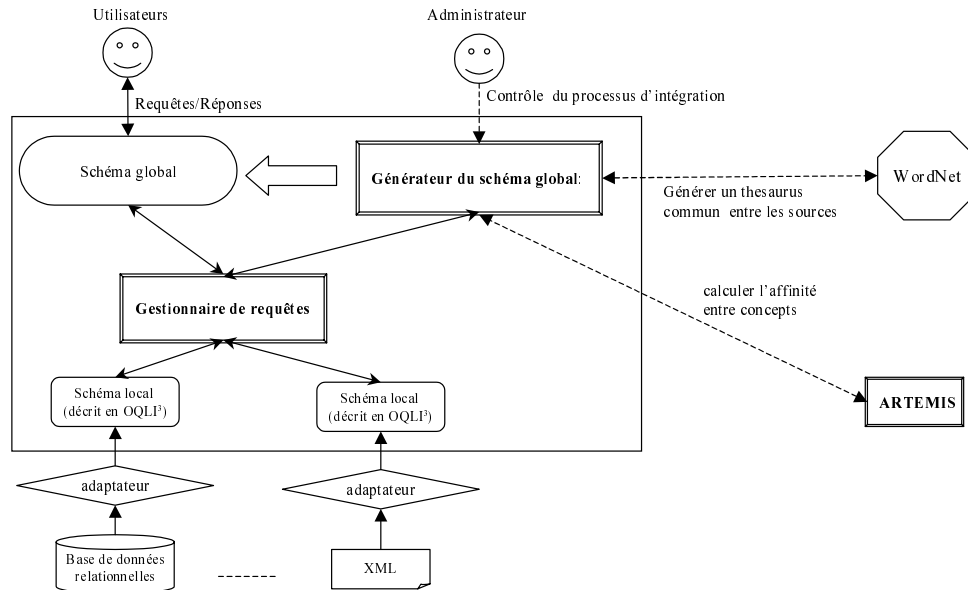 Utilisateurs
Administrateur
Requêtes/Réponses
Contrôle du processus d'intégration
Schéma global
Générateur du schéma global:
WordNet
Générer un thesaurus
commun entre les sources
Gestionnaire de requêtes
calculer l'affinité
entre concepts
Schéma local
(décrit en OQLI³)
Schéma local
(décrit en OQLI³)
ARTEMIS
adaptateur
adaptateur
Base de données
relationnelles
XML